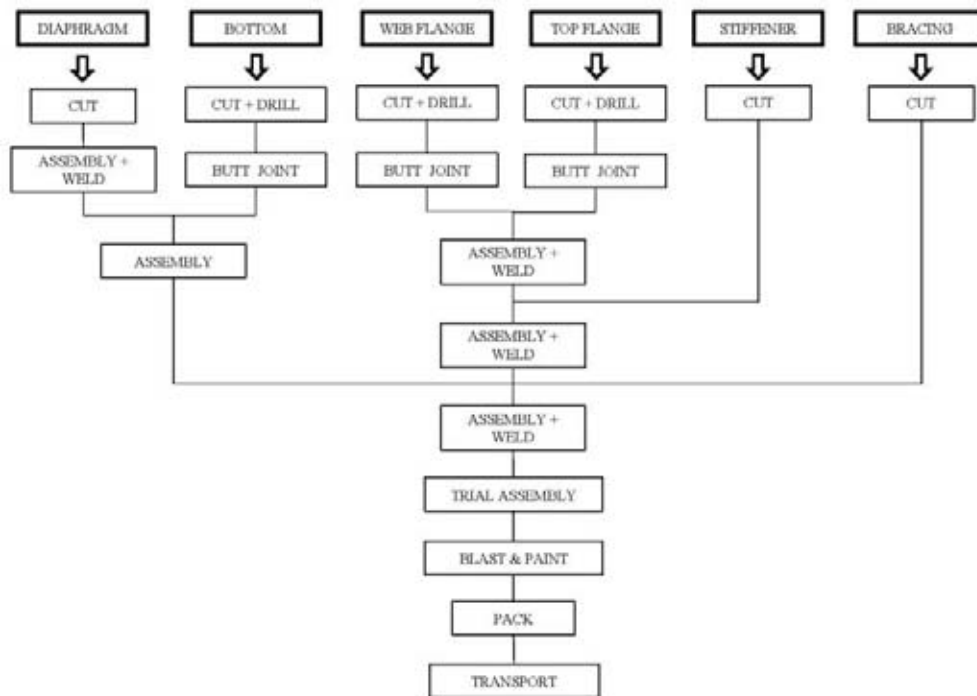 DIAPHRAGM
BOTTOM
WEB FLANGE
TOP FLANGE
STIFFENER
BRACING
CUT
CUT + DRILL
CUT + DRILL
CUT + DRILL
CUT
CUT
ASSEMBLY +
WELD
BUTT JOINT
BUTT JOINT
BUTT JOINT
ASSEMBLY
ASSEMBLY +
WELD
ASSEMBLY +
WELD
ASSEMBLY +
WELD
TRIAL ASSEMBLY
BLAST & PAINT
PACK
TRANSPORT